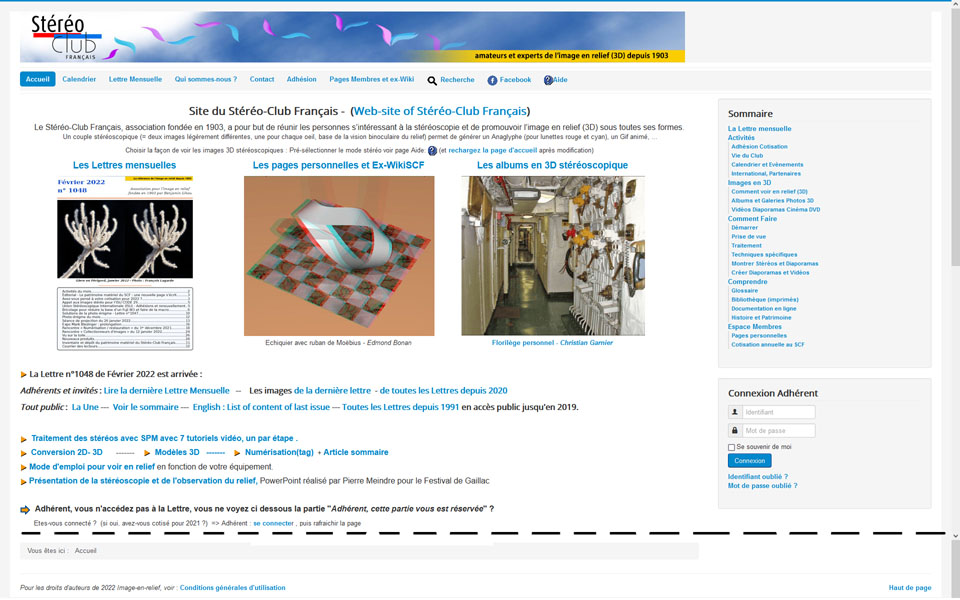 Stéréo
Club
FRANÇAIS
amateurs et experts de l'image en relief (3D) depuis 1903
Accueil Calendrier Lettre Mensuelle Qui sommes-nous ? Contact Adhésion Pages Membres et ex-Wiki Recherche Facebook Aide
Site du Stéréo-Club Français - (Web-site of Stéréo-Club Français)
Le Stéréo-Club Français, association fondée en 1903, a pour but de réunir les personnes s'intéressant à la stéréoscopie et de promouvoir l'image en relief (3D) sous toutes ses formes.
Un couple stéréoscopique (= deux images légèrement différentes, une pour chaque oeil, base de la vision binoculaire du relief) permet de générer un Anaglyphe (pour lunettes rouge et cyan), un Gif animé, ...
Choisir la façon de voir les images 3D stéréoscopiques : Pré-sélectionner le mode stéréo voir page Aide: (et rechargez la page d'accueil après modification)
Les Lettres mensuelles
Février 2022
n° 1048
Les pages personnelles et Ex-WikiSCF
Echiquier avec ruban de Moèbius - Edmond Bonan
Les albums en 3D stéréoscopique
Florilège personnel - Christian Garnier
La Lettre n°1048 de Février 2022 est arrivée :
Adhérents et invités : Lire la dernière Lettre Mensuelle -- Les images de la dernière lettre - de toutes les Lettres depuis 2020
Tout public : La Une --- Voir le sommaire --- English : List of content of last issue --- Toutes les Lettres depuis 1991 en accès public jusqu'en 2019.
Traitement des stéréos avec SPM avec 7 tutoriels vidéo, un par étape .
Conversion 2D- 3D ------- Modèles 3D ------- Numérisation(tag) + Article sommaire
Mode d'emploi pour voir en relief en fonction de votre équipement.
Présentation de la stéréoscopie et de l'observation du relief, PowerPoint réalisé par Pierre Meindre pour le Festival de Gaillac
Adhérent, vous n'accédez pas à la Lettre, vous ne voyez ci dessous la partie "Adhérent, cette partie vous est réservée" ?
Etes-vous connecté ? (si oui. avez-vous cotisé pour 2021 ?) => Adhérent : se connecter , puis rafraichir la page
Vous êtes ici : Accueil
Sommaire
La Lettre mensuelle
Activités
Adhésion Cotisation
Vie du Club
Calendrier et Evènements
International, Partenaires
Images en 3D
Comment voir en relief (3D)
Albums et Galeries Photos 3D
Vidéos Diaporamas Cinéma DVD
Comment Faire
Démarrer
Prise de vue
Traitement
Techniques spécifiques
Montrer Stéréos et Diaporamas
Créer Diaporamas et Vidéos
Comprendre
Glossaire
Bibliothèque (imprimés)
Documentation en ligne
Histoire et Patrimoine
Espace Membres
Pages personnelles
Cotisation annuelle au SCF
Connexion Adhérent
Identifiant
Mot de passe
Se souvenir de moi
Connexion
Identifiant oublié ?
Mot de passe oublié ?
Pour les droits d'auteurs de 2022 Image-en-relief, voir : Conditions générales d'utilisation
Haut de page